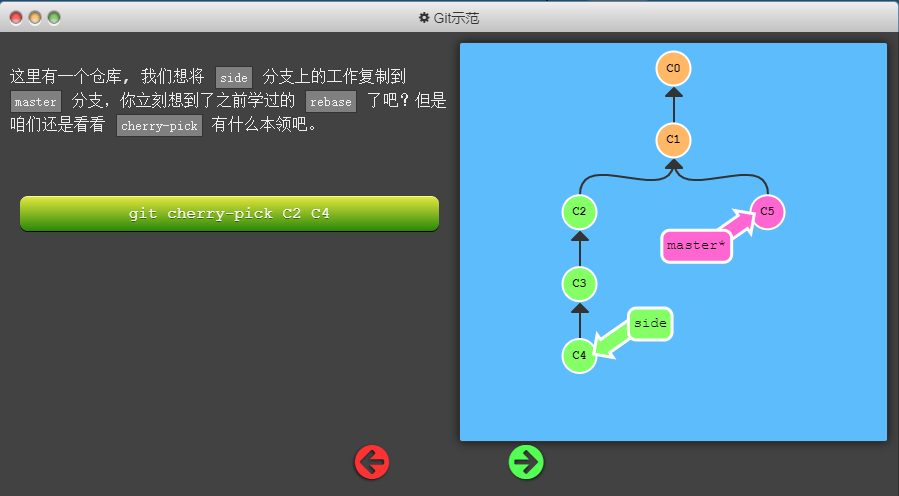 Git示范
这里有一个仓库, 我们想将 side 分支上的工作复制到
master 分支，你立刻想到了之前学过的 rebase 了吧？但是
咱们还是看看 cherry-pick 有什么本领吧。
git cherry-pick C2 C4
C0
C1
C2
C5
master*
C3
side
C4